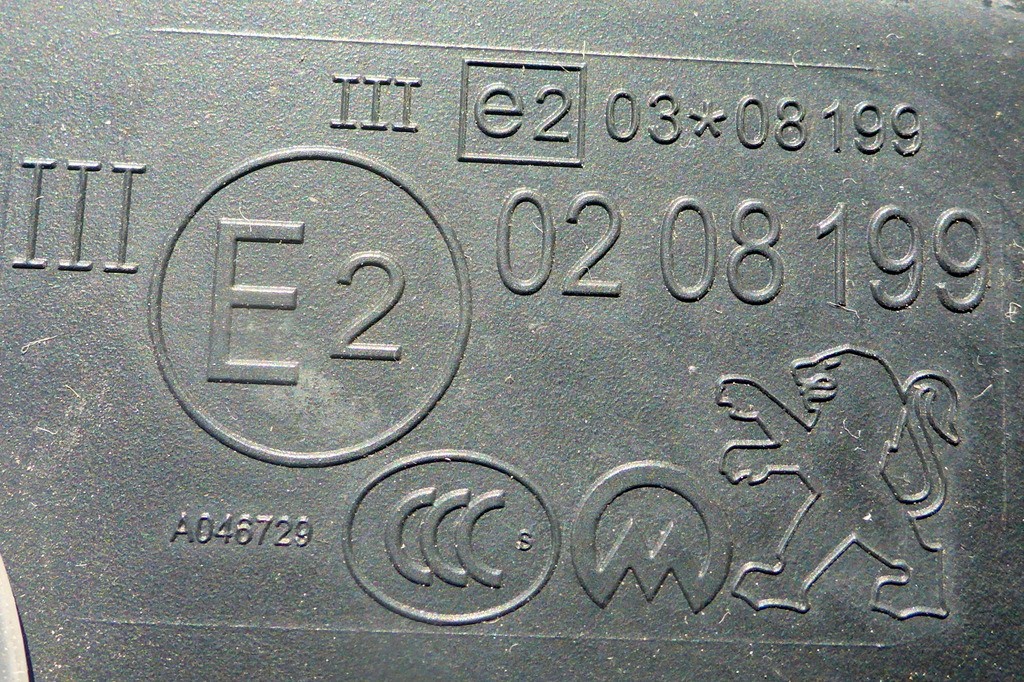 III e2 03*08199
III E2 02 08 199
A046729 CCC S